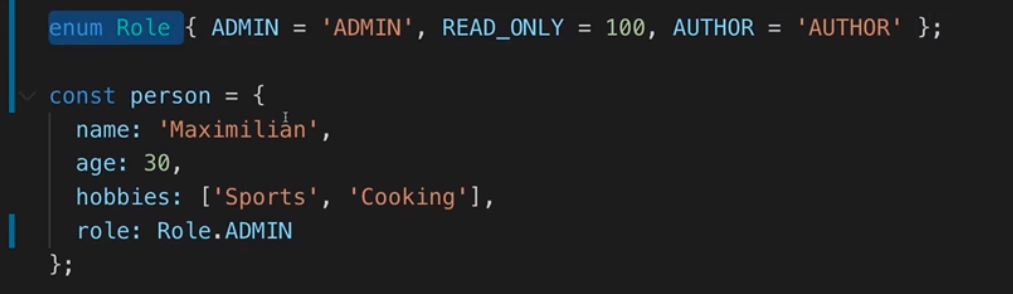 enum Role { ADMIN = 'ADMIN', READ_ONLY = 100, AUTHOR = 'AUTHOR' };
const person = {
name: 'Maximilian',
age: 30,
hobbies: ['Sports', 'Cooking'],
role: Role.ADMIN
};